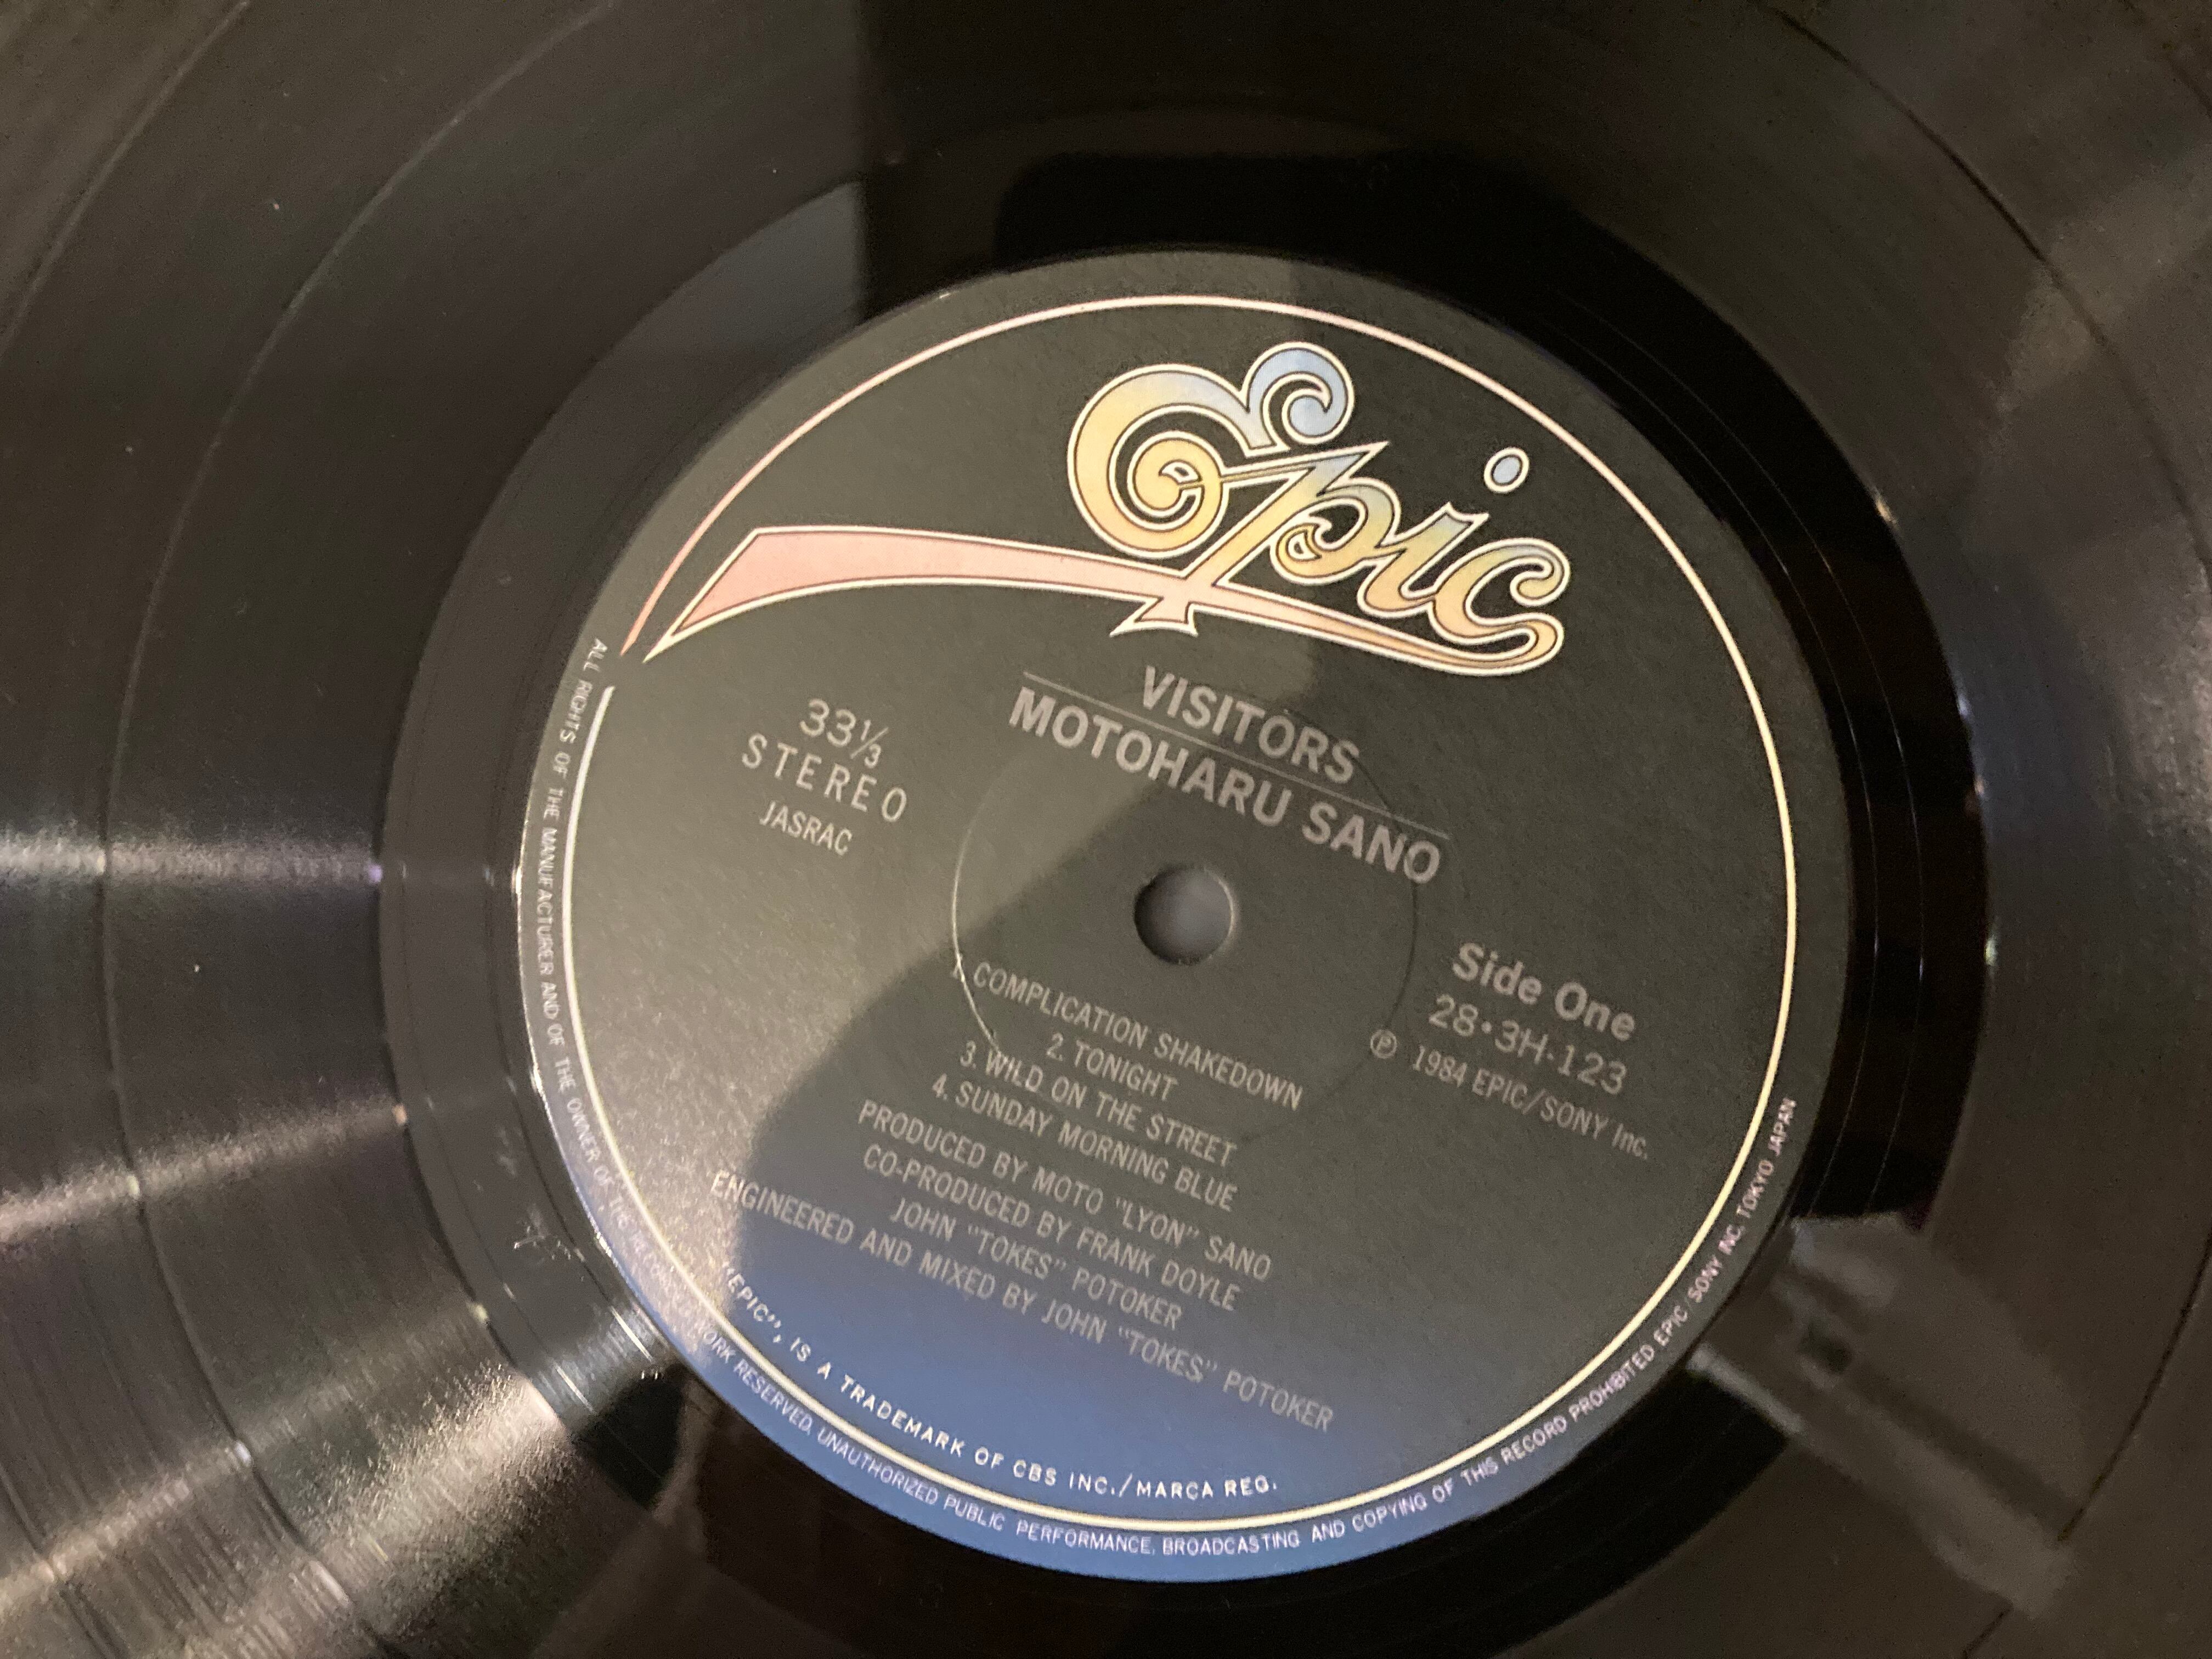 Epic
VISITORS
MOTOHARU SANO
33⅓
STEREO
JASRAC
Side One
28・3H-123
Ⓟ 1984 EPIC/SONY Inc.
1. COMPLICATION SHAKEDOWN
2. TONIGHT
3. WILD ON THE STREET
4. SUNDAY MORNING BLUE
PRODUCED BY MOTO "LYON" SANO
CO-PRODUCED BY FRANK DOYLE
JOHN "TOKES" POTOKER
ENGINEERED AND MIXED BY JOHN "TOKES" POTOKER
"EPIC", IS A TRADEMARK OF CBS INC./MARCA REG.
ALL RIGHTS OF THE MANUFACTURER AND OF THE OWNER OF THE RECORDED WORK RESERVED. UNAUTHORIZED PUBLIC PERFORMANCE, BROADCASTING AND COPYING OF THIS RECORD PROHIBITED EPIC/SONY INC. TOKYO JAPAN